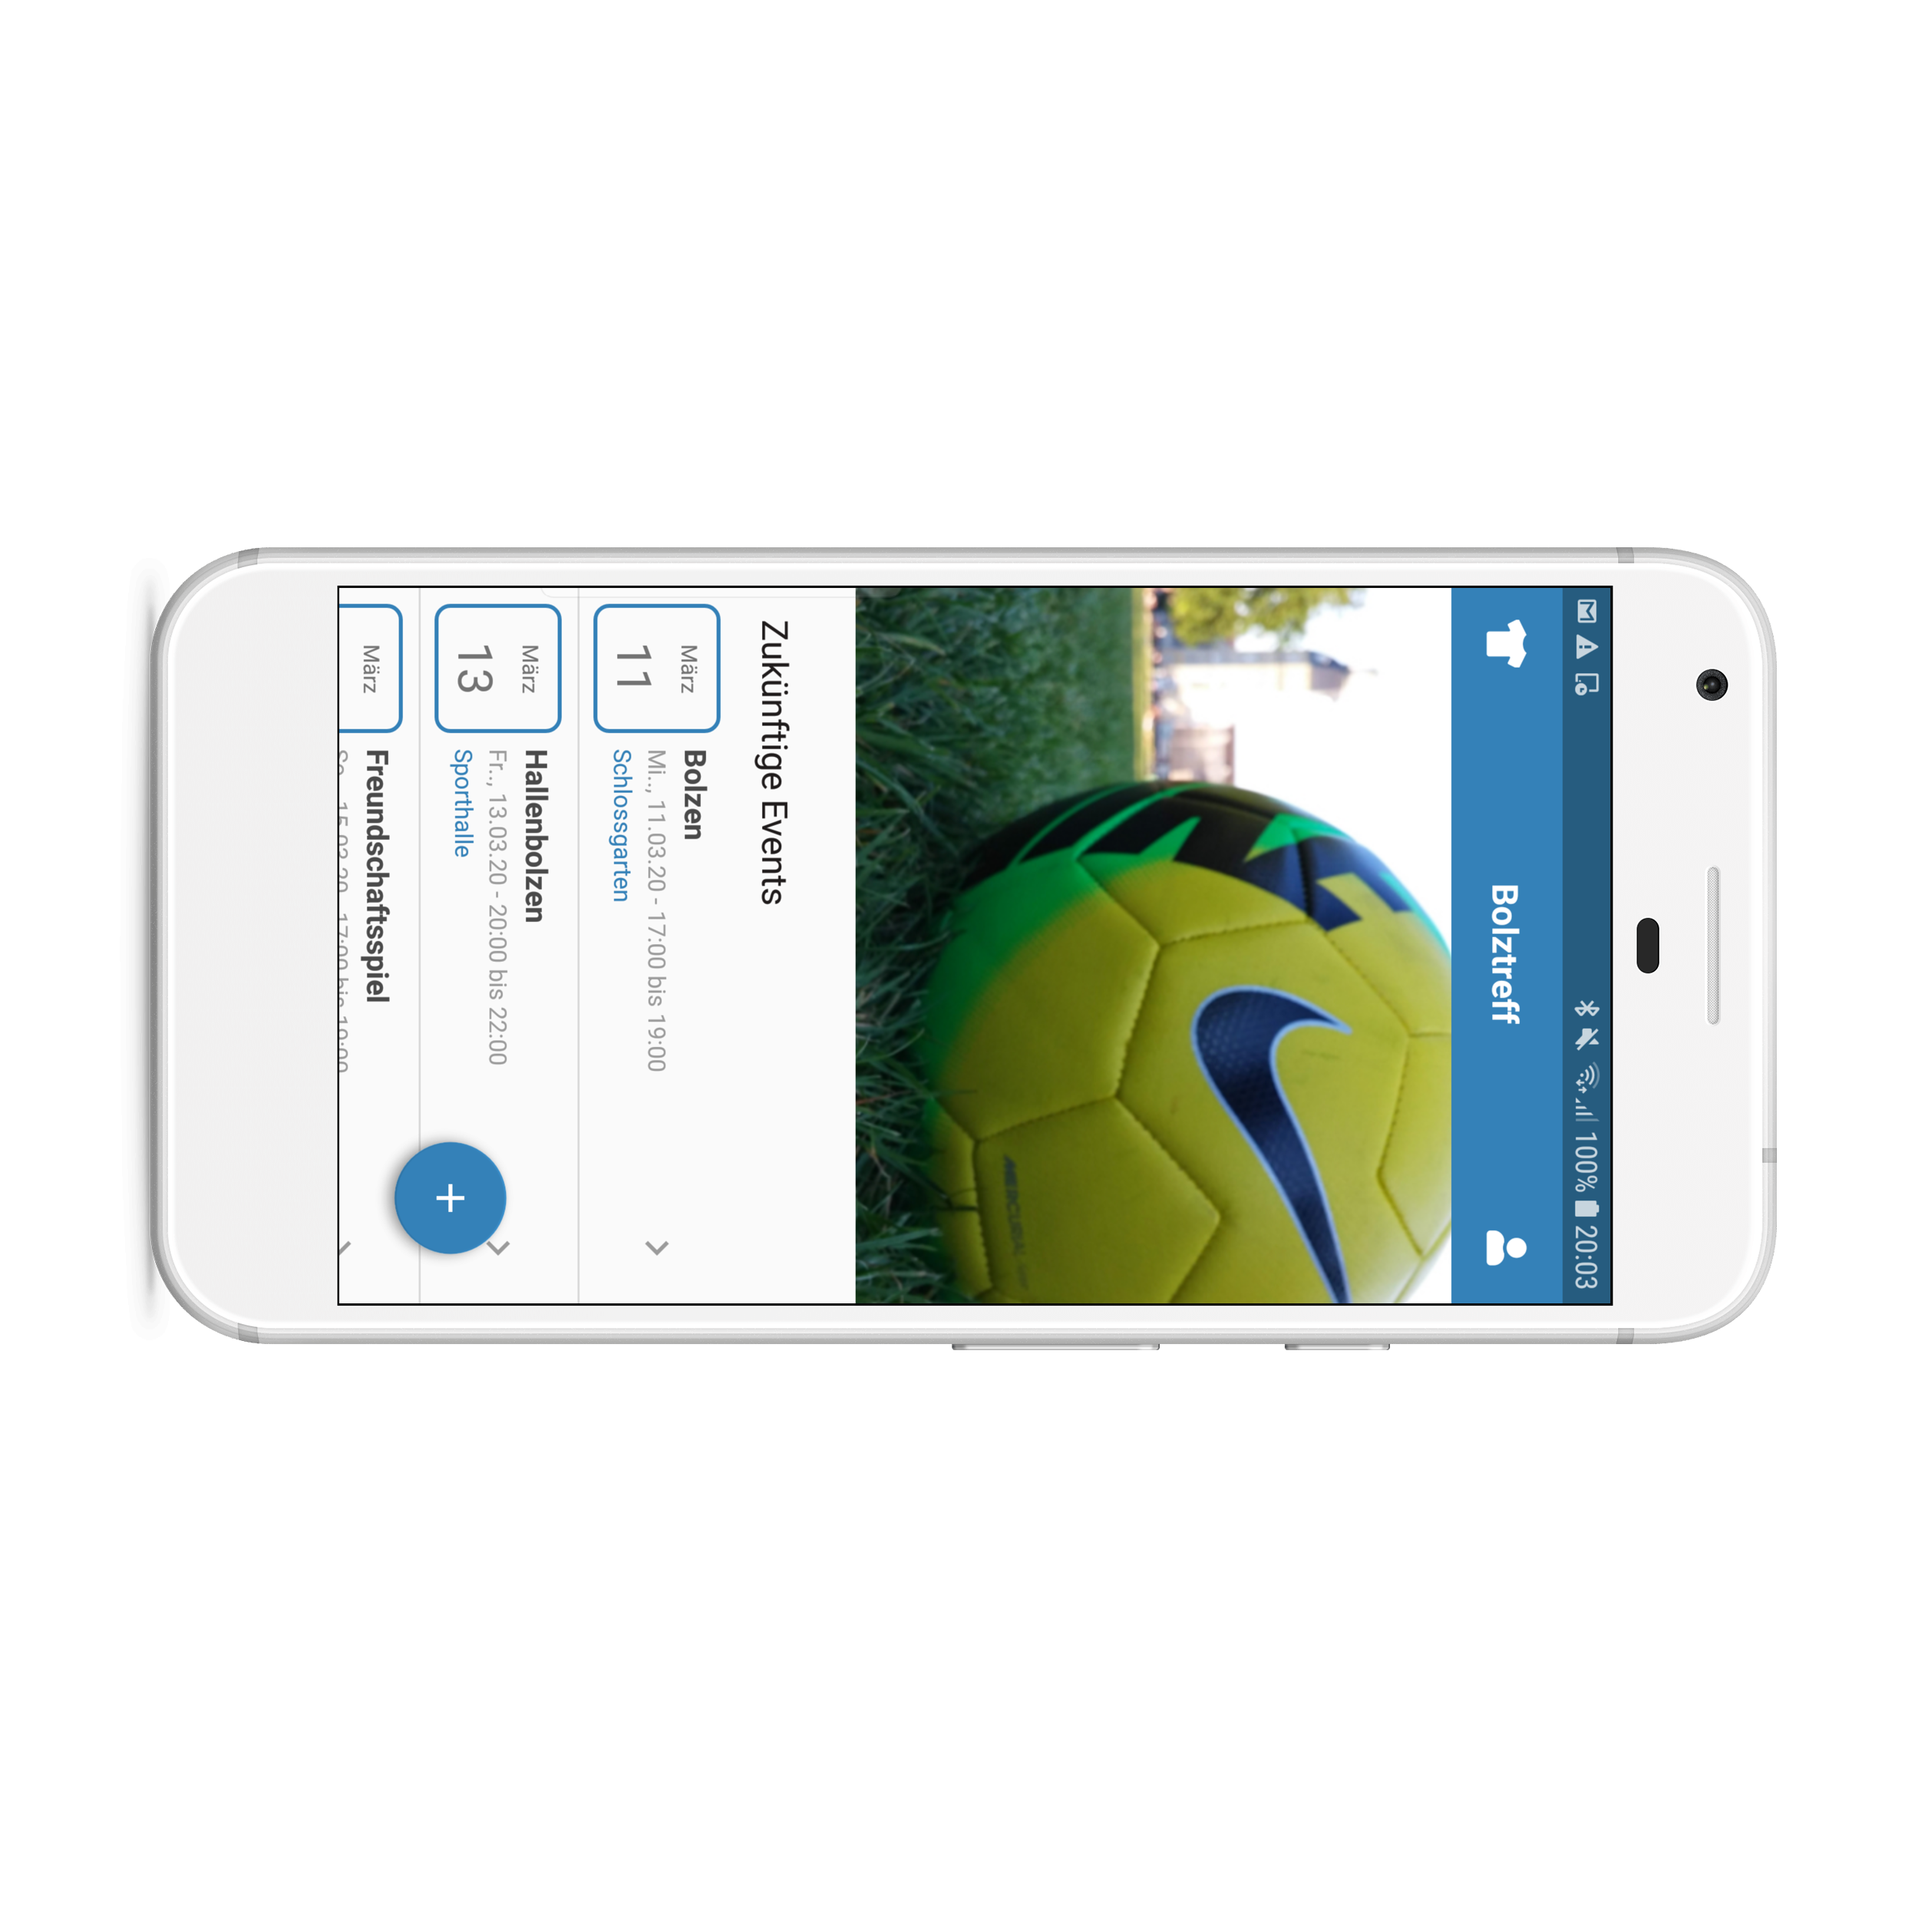 100% 20:03
Bolztreff
MERCURIAL
Zukünftige Events
März
11
Bolzen
Mi.., 11.03.20 - 17:00 bis 19:00
Schlossgarten
März
13
Hallenbolzen
Fr.., 13.03.20 - 20:00 bis 22:00
Sporthalle
März
Freundschaftsspiel